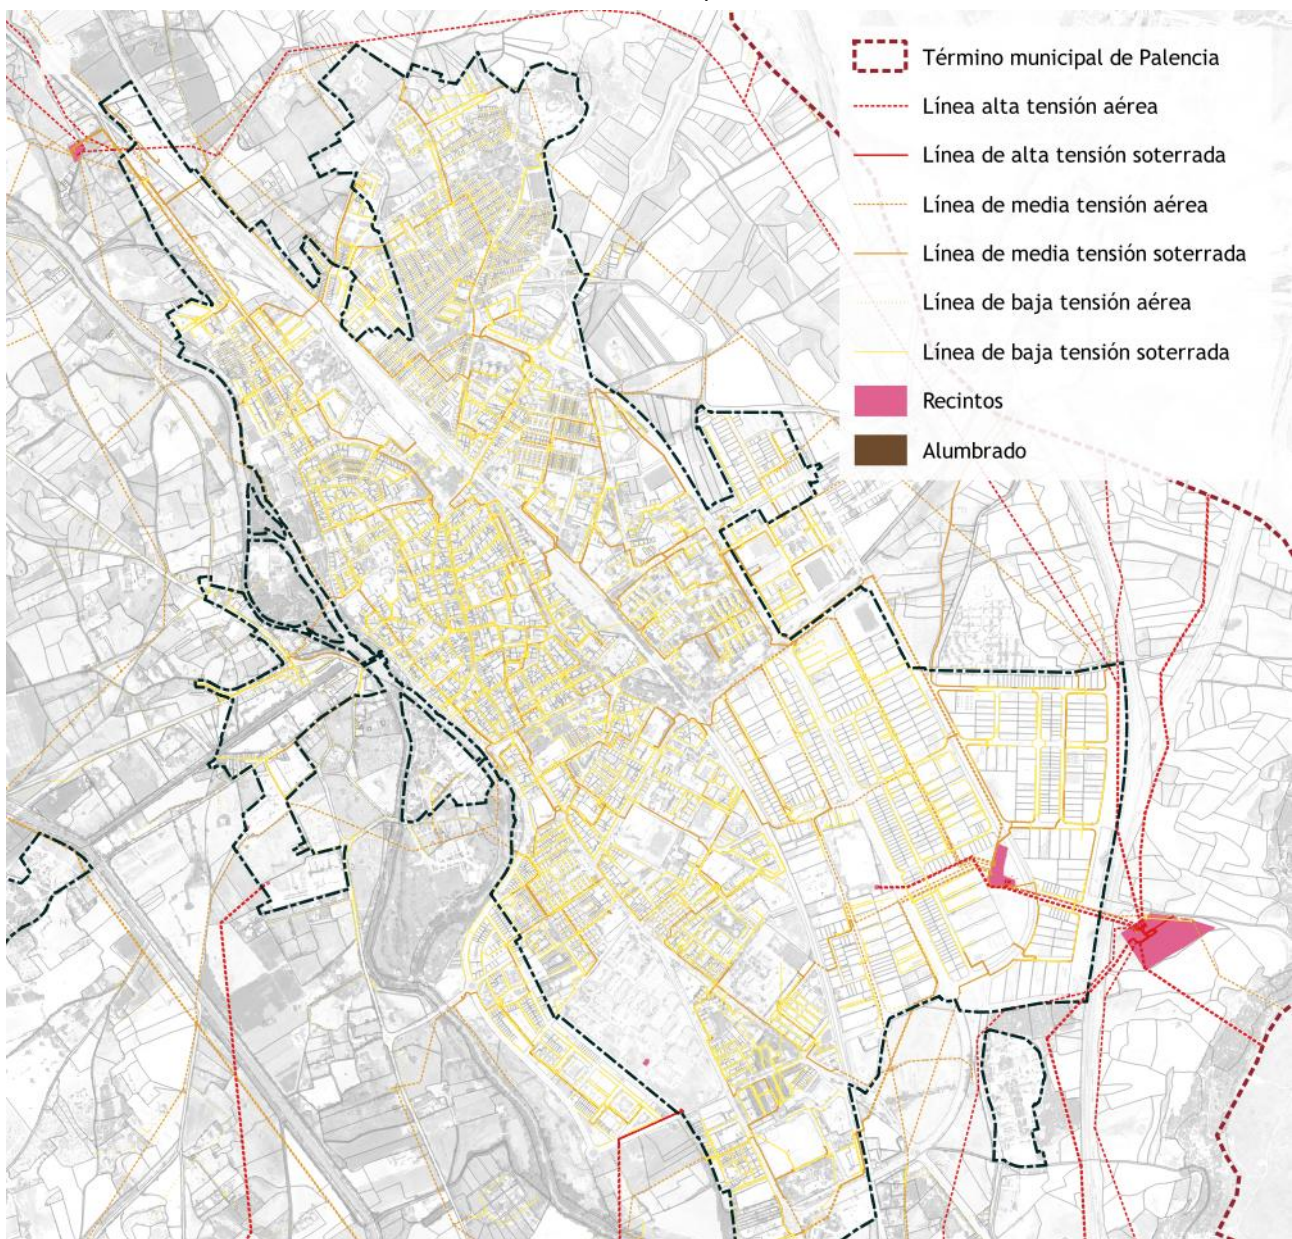 Término municipal de Palencia
Línea alta tensión aérea
Línea de alta tensión soterrada
Línea de media tensión aérea
Línea de media tensión soterrada
Línea de baja tensión aérea
Línea de baja tensión soterrada
Recintos
Alumbrado